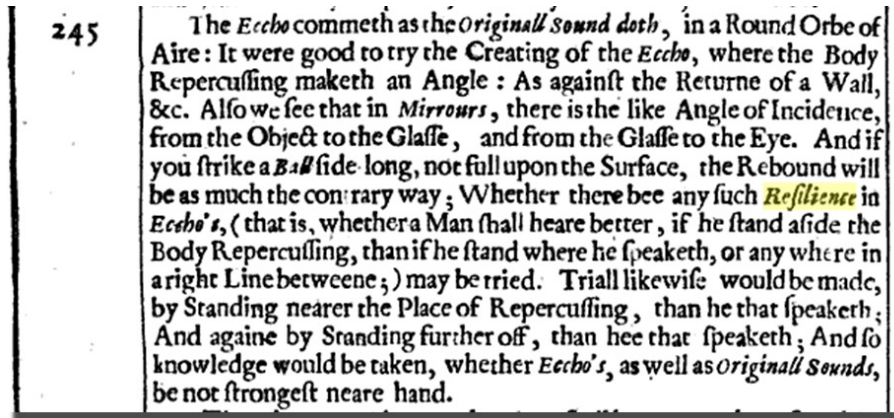 245 The Eccho commeth as the Originall Sound doth, in a Round Orbe of
Aire: It were good to try the Creating of the Eccho, where the Body
Repercuſſing maketh an Angle: As againſt the Returne of a Wall,
&c. Alſo we ſee that in Mirrours, there is the like Angle of Incidence,
from the Object to the Glaſſe, and from the Glaſſe to the Eye. And if
you ſtrike a Ball ſide-long, not full upon the Surface, the Rebound will
be as much the contrary way; Whether there bee any ſuch Reſilience in
Eccho's, (that is, whether a Man ſhall heare better, if he ſtand aſide the
Body Repercuſſing, than if he ſtand where he ſpeaketh, or any where in
a right Line betweene;) may be tried. Triall likewiſe would be made,
by Standing nearer the Place of Repercuſſing, than he that ſpeaketh;
And againe by Standing further off, than hee that ſpeaketh; And ſo
knowledge would be taken, whether Eccho's, as well as Originall Sounds,
be not ſtrongeſt neare hand.